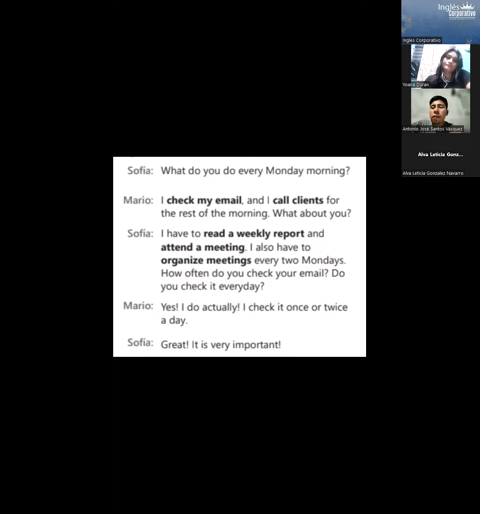 Inglés
Corporativo
Inglés Corporativo
Antonio José Santos Vásquez
Alva Leticia Gonz...
Alva Leticia Gonzalez Navarro
Sofía: What do you do every Monday morning?
Mario: I check my email, and I call clients for
the rest of the morning. What about you?
Sofía: I have to read a weekly report and
attend a meeting. I also have to
organize meetings every two Mondays.
How often do you check your email? Do
you check it everyday?
Mario: Yes! I do actually! I check it once or twice
a day.
Sofía: Great! It is very important!